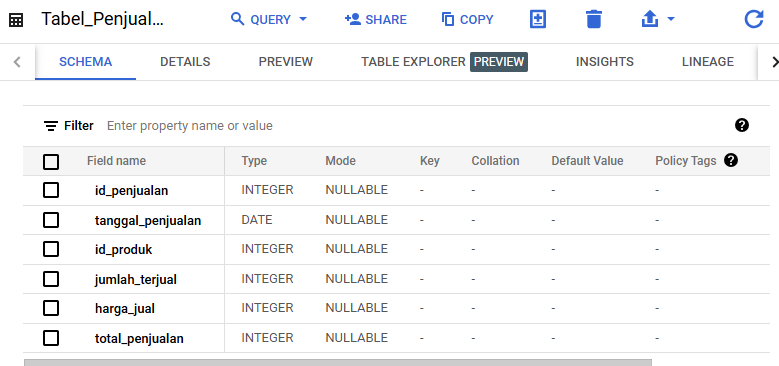 Tabel_Penjual... QUERY SHARE COPY
SCHEMA DETAILS PREVIEW TABLE EXPLORER PREVIEW INSIGHTS LINEAGE
Filter Enter property name or value
Field name Type Mode Key Collation Default Value Policy Tags
id_penjualan INTEGER NULLABLE - - - -
tanggal_penjualan DATE NULLABLE - - - -
id_produk INTEGER NULLABLE - - - -
jumlah_terjual INTEGER NULLABLE - - - -
harga_jual INTEGER NULLABLE - - - -
total_penjualan INTEGER NULLABLE - - - -